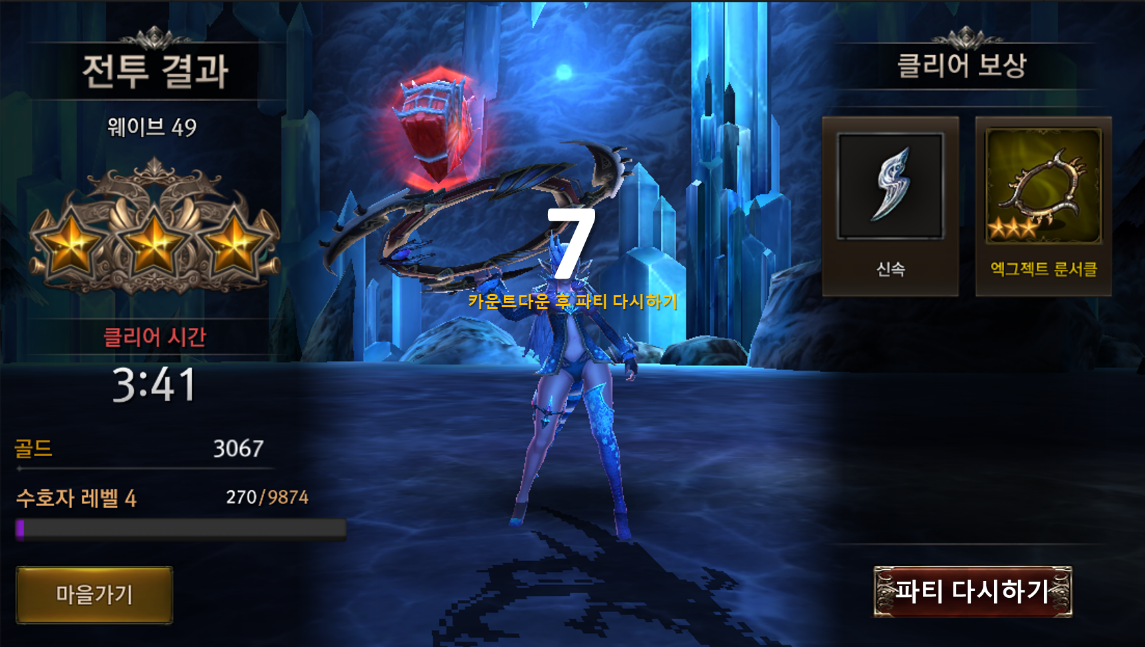 전투 결과
웨이브 49
클리어 시간
3:41
골드 3067
수호자 레벨 4 270/9874
마을가기
7
카운트다운 후 파티 다시하기
클리어 보상
신속
엑그젝트 룬서클
파티 다시하기